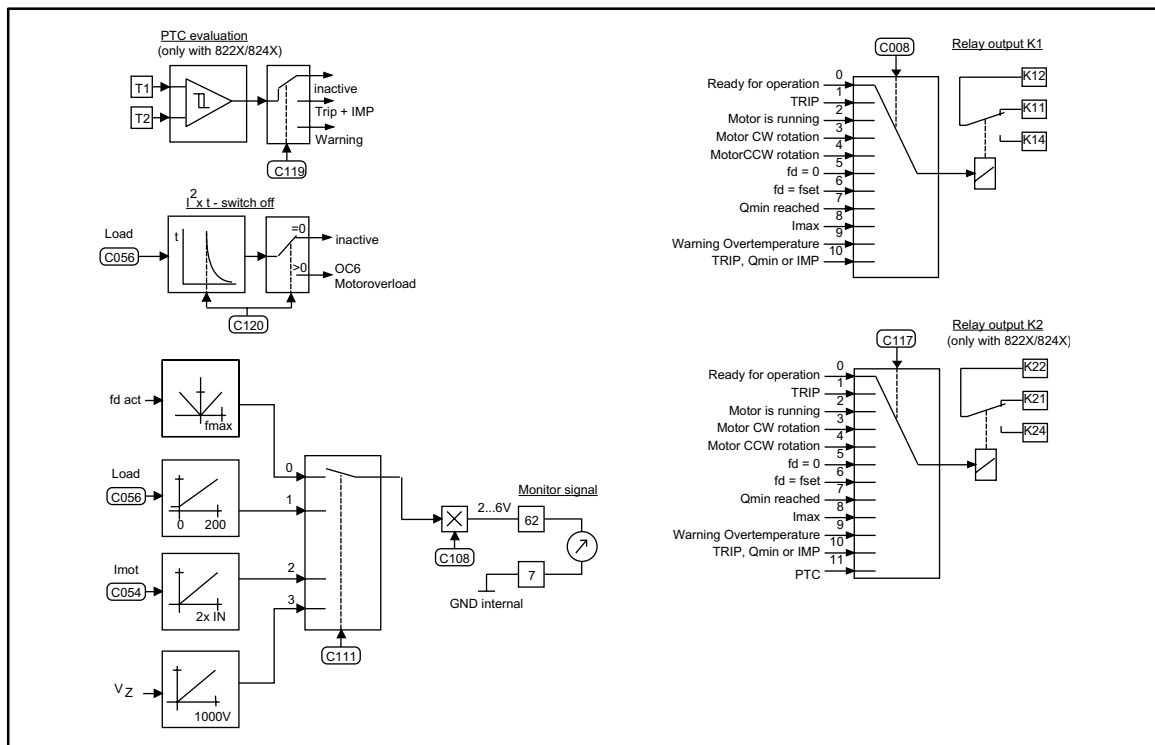 PTC evaluation
(only with 822X/824X)
T1
T2
inactive
Trip + IMP
Warning
C119
I2 x t - switch off
Load
C056
t
=0
>0
inactive
OC6
Motoroverload
C120
fd act
fmax
Load
C056
0 200
Imot
C054
2x IN
VZ
1000V
0
1
2
3
C111
C108
2...6V
Monitor signal
62
7
GND internal
C008
Relay output K1
Ready for operation 0
TRIP 1
Motor is running 2
Motor CW rotation 3
MotorCCW rotation 4
fd = 0 5
fd = fset 6
Qmin reached 7
Imax 8
Warning Overtemperature 9
TRIP, Qmin or IMP 10
K12
K11
K14
C117
Relay output K2
(only with 822X/824X)
Ready for operation 0
TRIP 1
Motor is running 2
Motor CW rotation 3
Motor CCW rotation 4
fd = 0 5
fd = fset 6
Qmin reached 7
Imax 8
Warning Overtemperature 9
TRIP, Qmin or IMP 10
PTC 11
K22
K21
K24